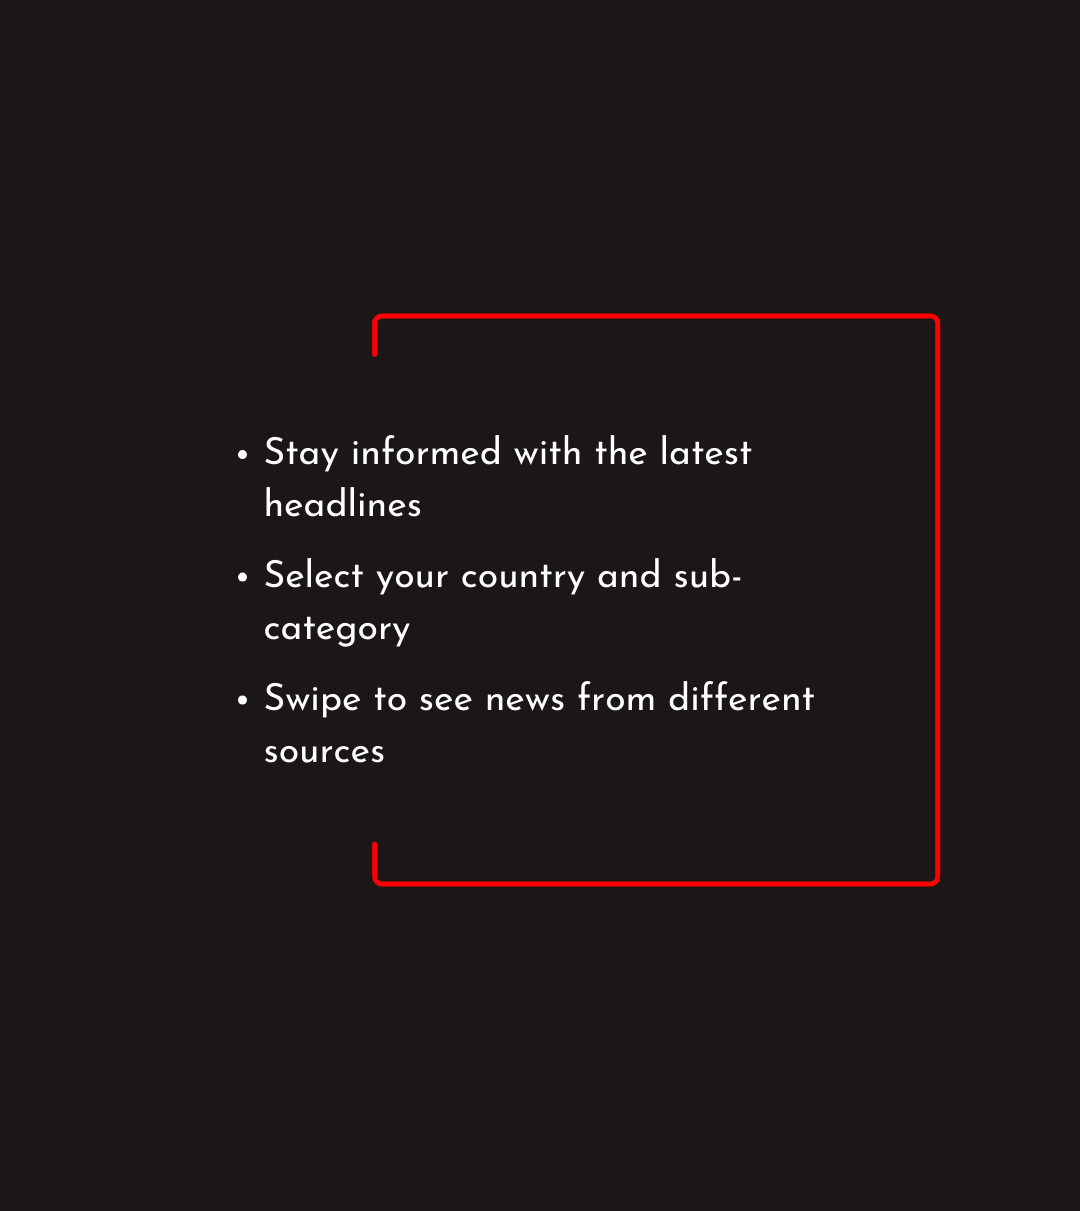 • Stay informed with the latest
headlines
• Select your country and sub-
category
• Swipe to see news from different
sources